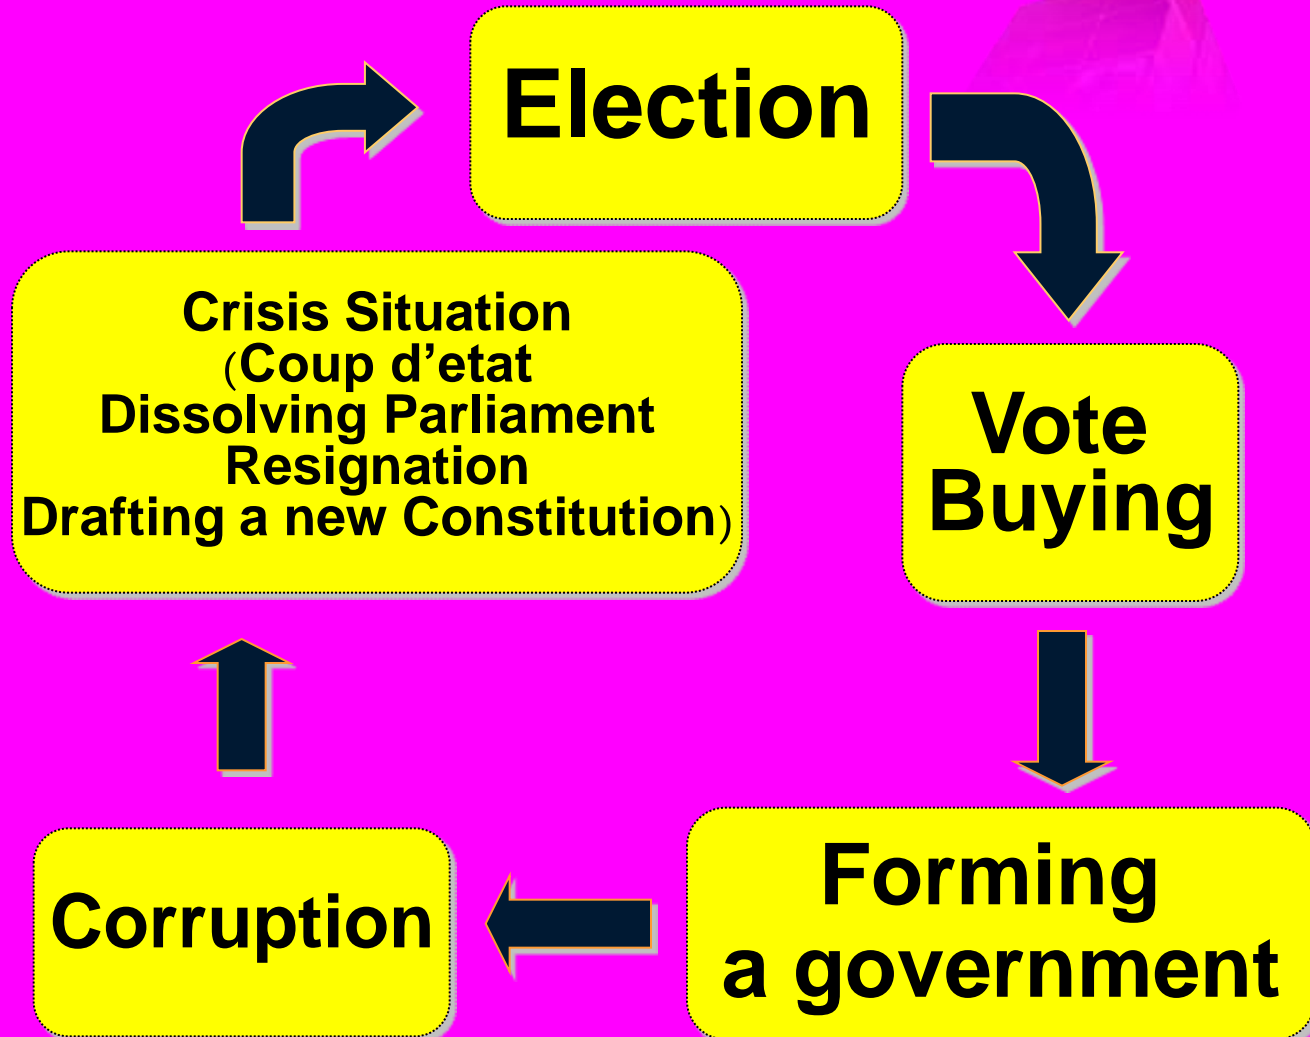 Election
Crisis Situation
(Coup d’etat
Dissolving Parliament
Resignation
Drafting a new Constitution)
Vote
Buying
Corruption
Forming
a government